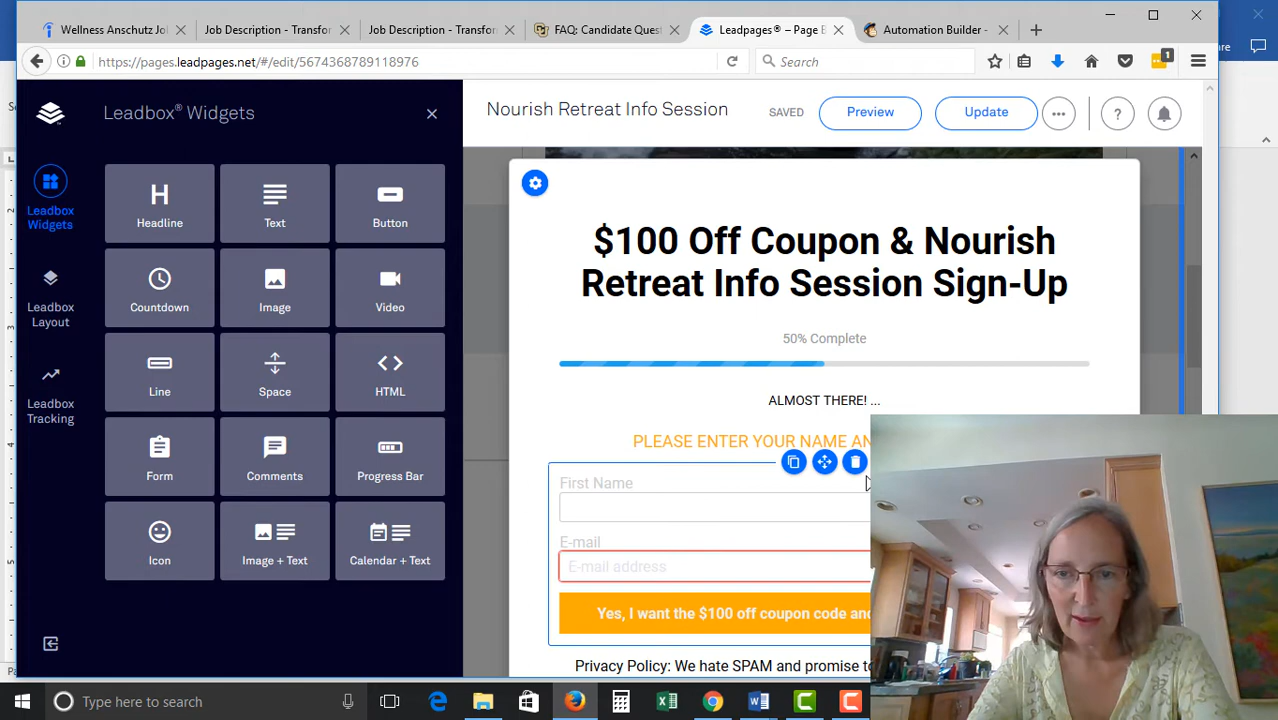 Wellness Anschutz Jol
Job Description - Transfor
Job Description - Transforn
FAQ: Candidate Quest
Leadpages® – Page B
Automation Builder -
https://pages.leadpages.net/#/edit/5674368789118976
Search
1
Leadbox® Widgets
Nourish Retreat Info Session
SAVED
Preview
Update
?
Leadbox
Widgets
Leadbox
Layout
Leadbox
Tracking
H
Headline
Text
Button
Countdown
Image
Video
Line
Space
HTML
Form
Comments
Progress Bar
Icon
Image + Text
Calendar + Text
$100 Off Coupon & Nourish
Retreat Info Session Sign-Up
50% Complete
ALMOST THERE! ...
PLEASE ENTER YOUR NAME AN
First Name
E-mail
E-mail address
Yes, I want the $100 off coupon code and
Privacy Policy: We hate SPAM and promise to
Type here to search